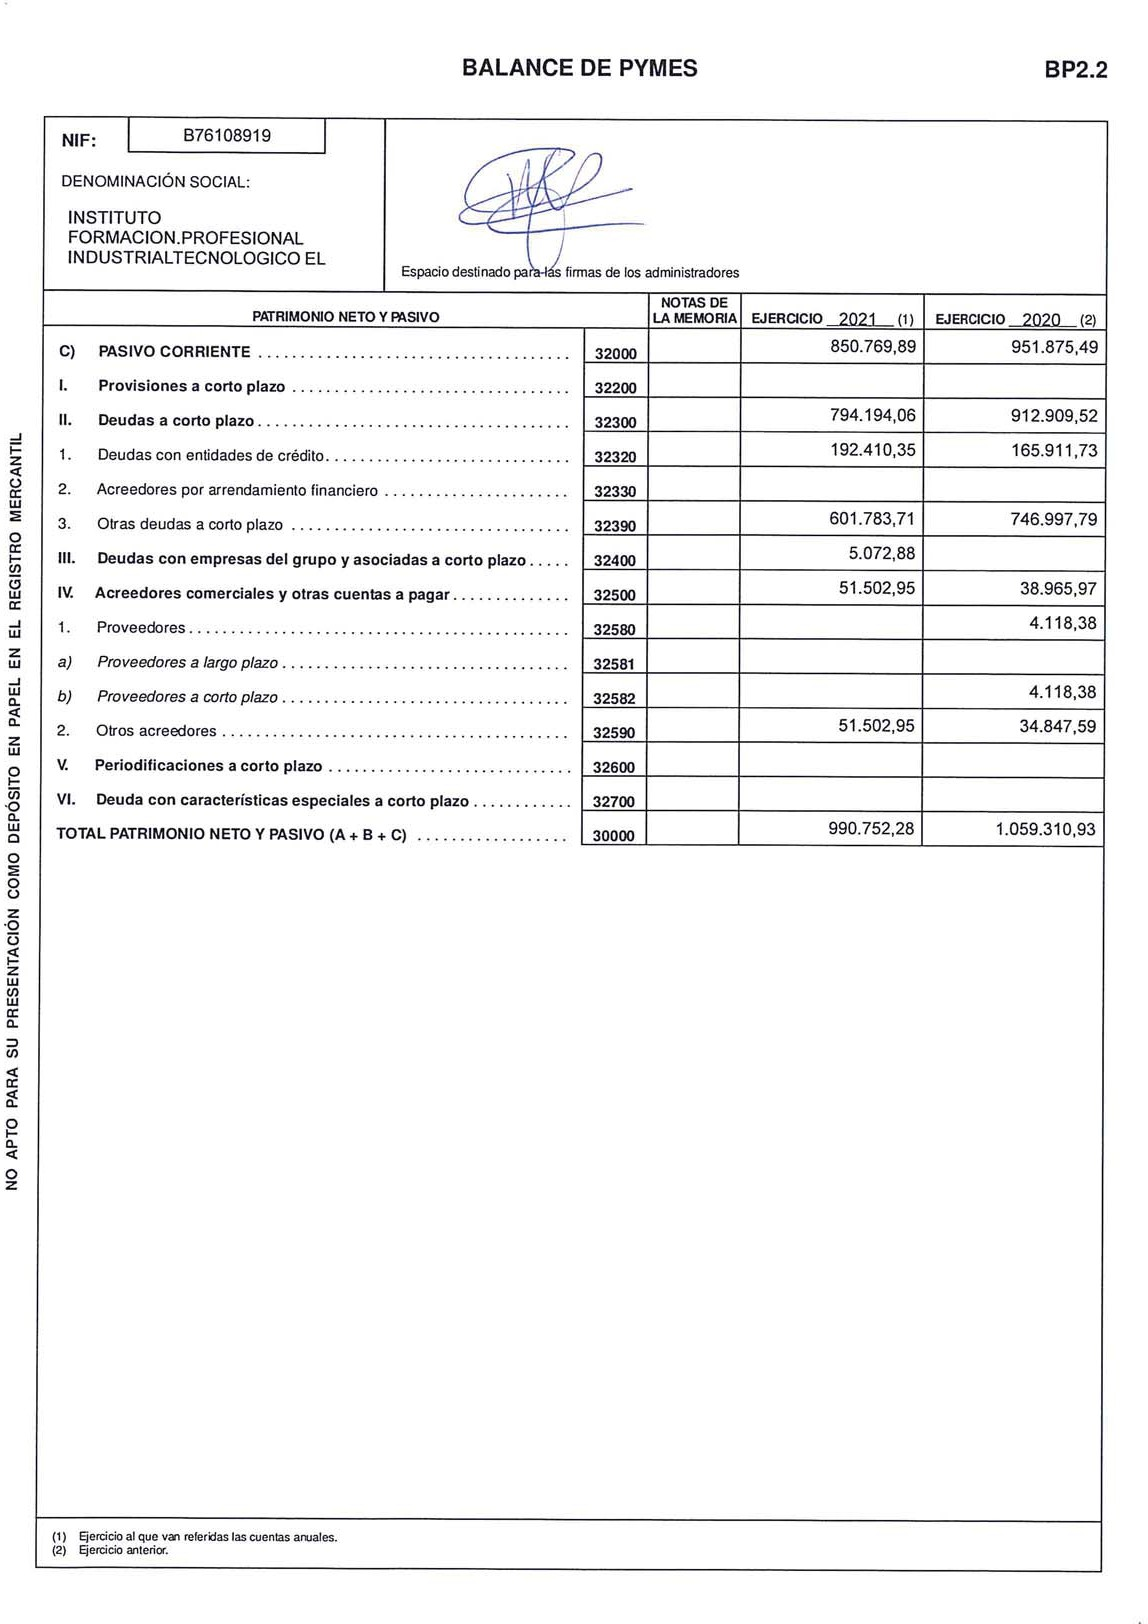 BALANCE DE PYMES
BP2.2
NIF: B76108919
DENOMINACIÓN SOCIAL:
INSTITUTO
FORMACION.PROFESIONAL
INDUSTRIALTECNOLOGICO EL
Espacio destinado para las firmas de los administradores
PATRIMONIO NETO Y PASIVO NOTAS DE LA MEMORIA EJERCICIO 2021 (1) EJERCICIO 2020 (2)
C) PASIVO CORRIENTE 32000 850.769,89 951.875,49
I. Provisiones a corto plazo 32200
II. Deudas a corto plazo 32300 794.194,06 912.909,52
1. Deudas con entidades de crédito 32320 192.410,35 165.911,73
2. Acreedores por arrendamiento financiero 32330
3. Otras deudas a corto plazo 32390 601.783,71 746.997,79
III. Deudas con empresas del grupo y asociadas a corto plazo 32400 5.072,88
IV. Acreedores comerciales y otras cuentas a pagar 32500 51.502,95 38.965,97
1. Proveedores 32580 4.118,38
a) Proveedores a largo plazo 32581
b) Proveedores a corto plazo 32582 4.118,38
2. Otros acreedores 32590 51.502,95 34.847,59
V. Periodificaciones a corto plazo 32600
VI. Deuda con características especiales a corto plazo 32700
TOTAL PATRIMONIO NETO Y PASIVO (A + B + C) 30000 990.752,28 1.059.310,93
NO APTO PARA SU PRESENTACIÓN COMO DEPÓSITO EN PAPEL EN EL REGISTRO MERCANTIL
(1) Ejercicio al que van referidas las cuentas anuales.
(2) Ejercicio anterior.